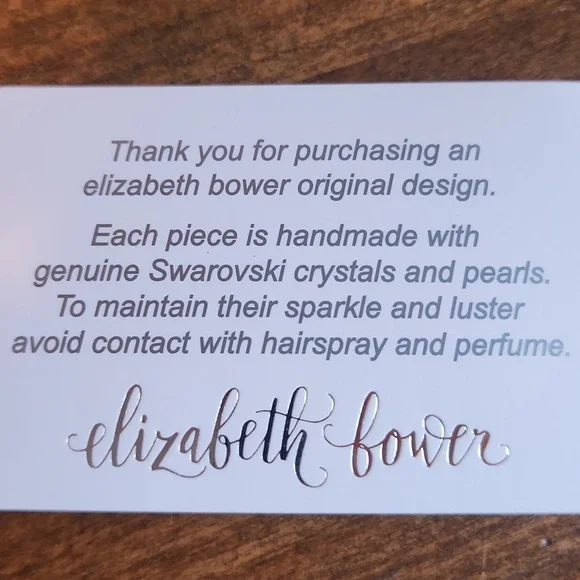 Thank you for purchasing an
elizabeth bower original design.
Each piece is handmade with
genuine Swarovski crystals and pearls.
To maintain their sparkle and luster
avoid contact with hairspray and perfume.
elizabeth bower